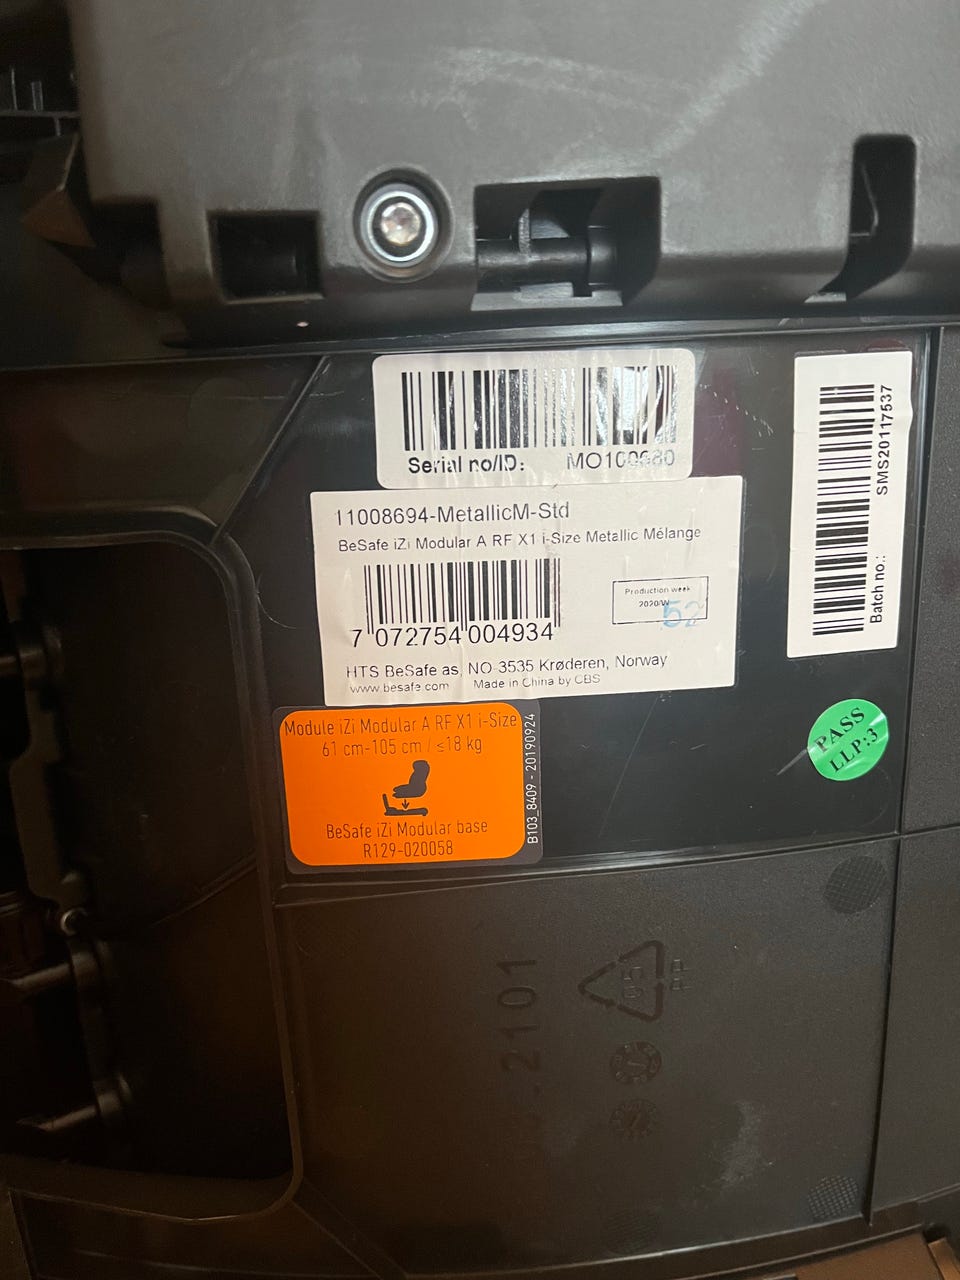 Serial no/ID:
11008694-MetallicM-Std
BeSafe iZi Modular A RF X1 i-Size Metallic Mélange
Production week
2020/W 52
7 072754 004934
HTS BeSafe as, NO-3535 Krøderen, Norway
www.besafe.com Made in China by CBS
Batch no.: SMS20117537
Module iZi Modular A RF X1 i-Size
61 cm-105 cm / ≤18 kg
BeSafe iZi Modular base
R129-020058
B103_8409 - 20190924
PASS
LLP:3
05
PP